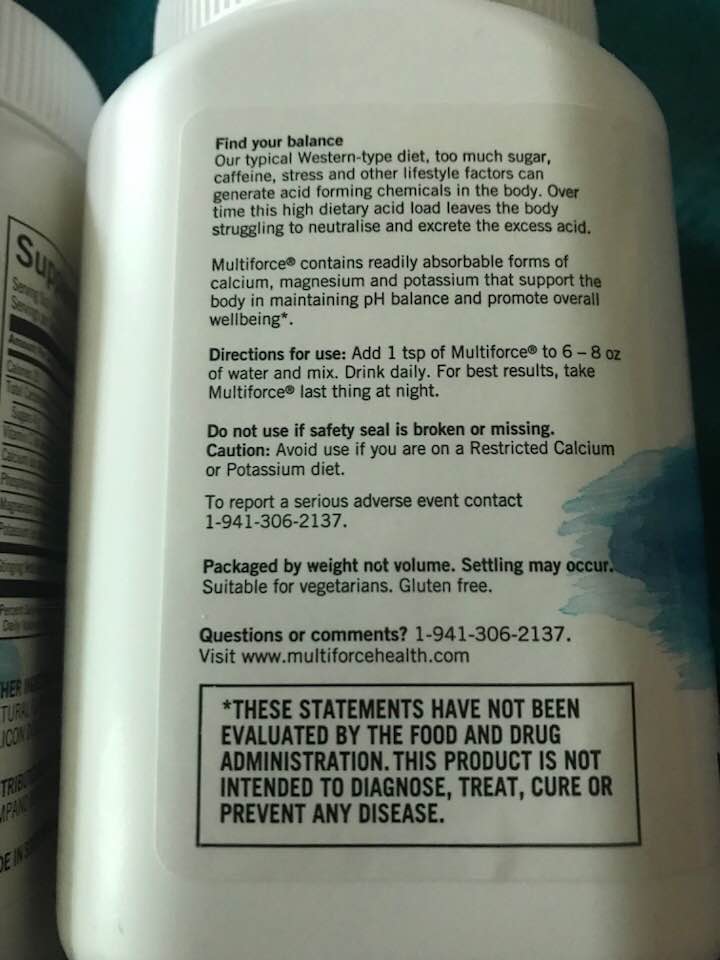 Find your balance
Our typical Western-type diet, too much sugar,
caffeine, stress and other lifestyle factors can
generate acid forming chemicals in the body. Over
time this high dietary acid load leaves the body
struggling to neutralise and excrete the excess acid.
Multiforce® contains readily absorbable forms of
calcium, magnesium and potassium that support the
body in maintaining pH balance and promote overall
wellbeing*.
Directions for use: Add 1 tsp of Multiforce® to 6 – 8 oz
of water and mix. Drink daily. For best results, take
Multiforce® last thing at night.
Do not use if safety seal is broken or missing.
Caution: Avoid use if you are on a Restricted Calcium
or Potassium diet.
To report a serious adverse event contact
1-941-306-2137.
Packaged by weight not volume. Settling may occur.
Suitable for vegetarians. Gluten free.
Questions or comments? 1-941-306-2137.
Visit www.multiforcehealth.com
*THESE STATEMENTS HAVE NOT BEEN
EVALUATED BY THE FOOD AND DRUG
ADMINISTRATION. THIS PRODUCT IS NOT
INTENDED TO DIAGNOSE, TREAT, CURE OR
PREVENT ANY DISEASE.